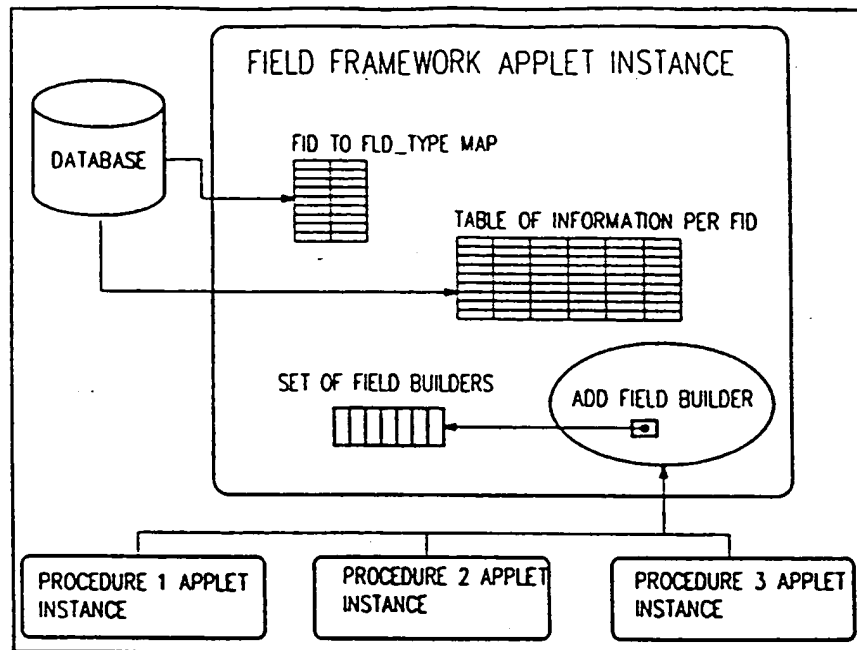 FIELD FRAMEWORK APPLET INSTANCE
DATABASE
FID TO FLD_TYPE MAP
TABLE OF INFORMATION PER FID
SET OF FIELD BUILDERS
ADD FIELD BUILDER
PROCEDURE 1 APPLET
INSTANCE
PROCEDURE 2 APPLET
INSTANCE
PROCEDURE 3 APPLET
INSTANCE